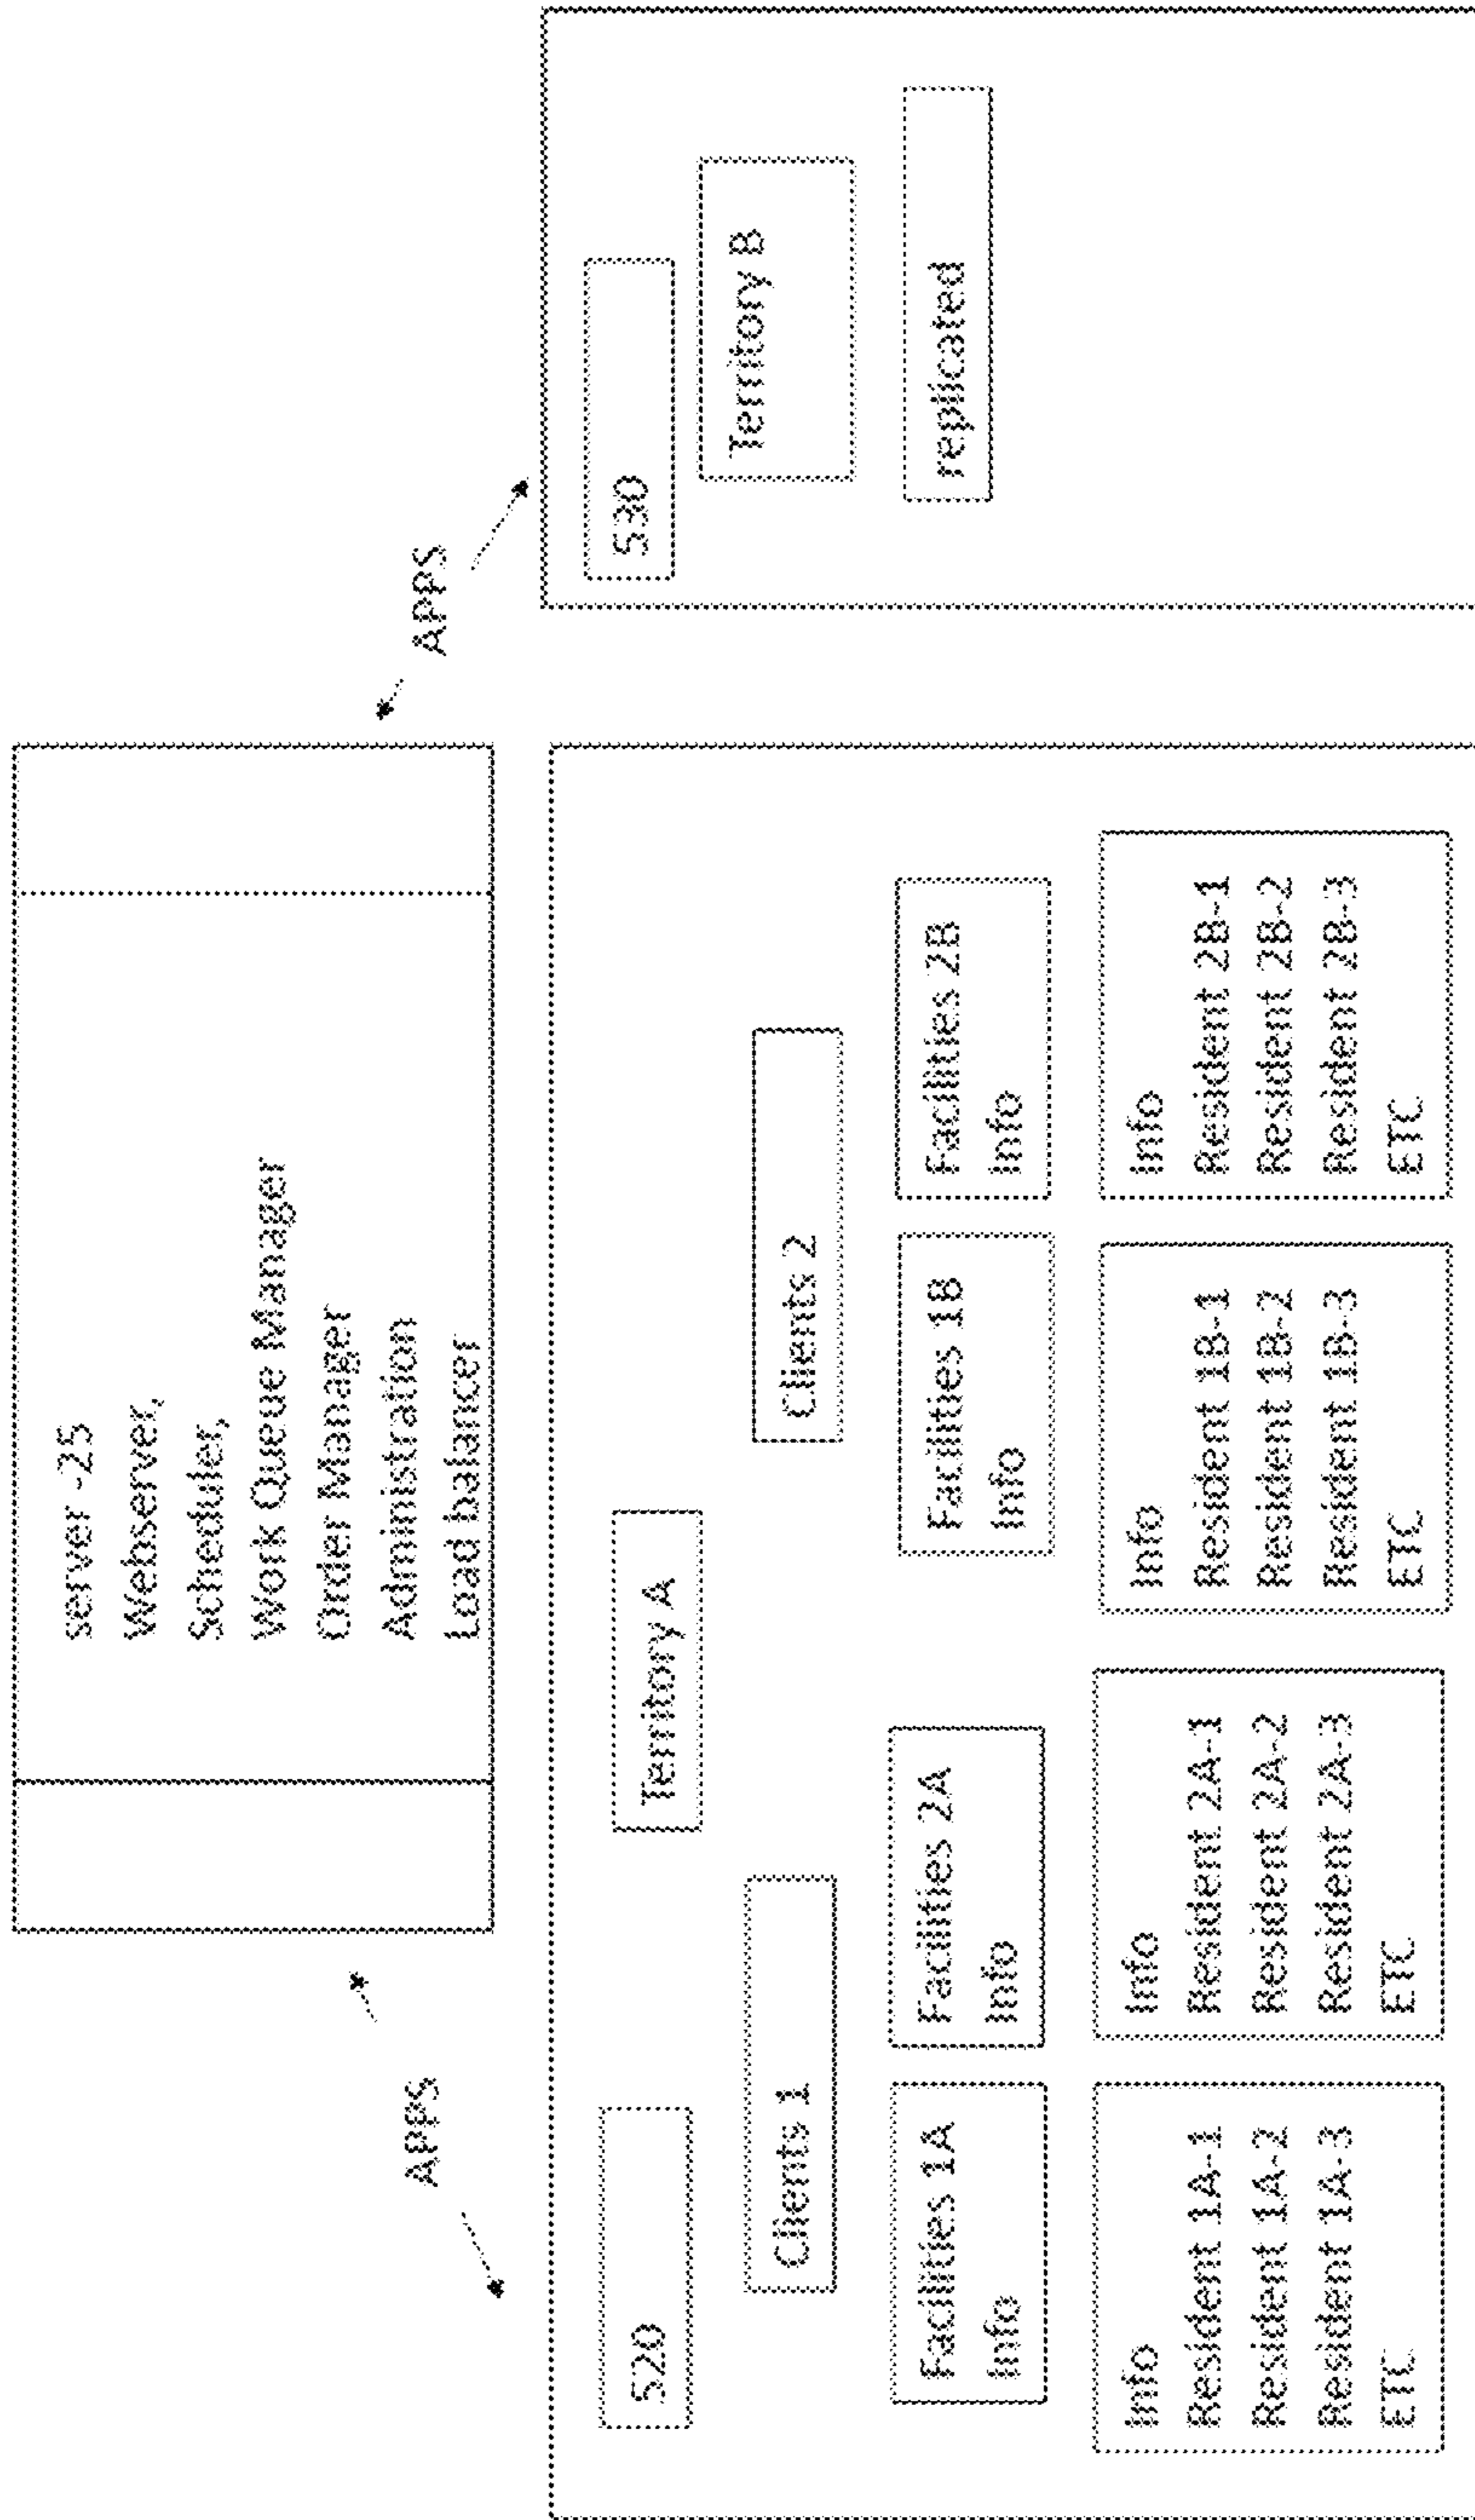 server -25
Webserver,
Scheduler,
Work Queue Manager
Order Manager
Administration
Load balancer
APPS
APPS
520
Territory A
Clients 1
Clients 2
Facilities 1A
Info
Facilities 2A
Info
Facilities 1B
Info
Facilities 2B
Info
Info
Resident 1A-1
Resident 1A-2
Resident 1A-3
ETC
Info
Resident 2A-1
Resident 2A-2
Resident 2A-3
ETC
Info
Resident 1B-1
Resident 1B-2
Resident 1B-3
ETC
Info
Resident 2B-1
Resident 2B-2
Resident 2B-3
ETC
530
Territory B
replicated